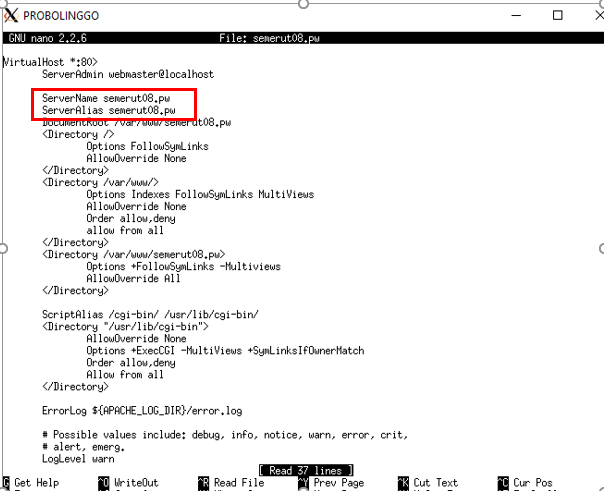 PROBOLINGGO
GNU nano 2.2.6 File: semerut08.pw
VirtualHost *:80>
ServerAdmin webmaster@localhost
ServerName semerut08.pw
ServerAlias semerut08.pw
DocumentRoot /var/www/semerut08.pw
<Directory />
Options FollowSymLinks
AllowOverride None
</Directory>
<Directory /var/www/>
Options Indexes FollowSymLinks MultiViews
AllowOverride None
Order allow,deny
allow from all
</Directory>
<Directory /var/www/semerut08.pw>
Options +FollowSymLinks -Multiviews
AllowOverride All
</Directory>
ScriptAlias /cgi-bin/ /usr/lib/cgi-bin/
<Directory "/usr/lib/cgi-bin">
AllowOverride None
Options +ExecCGI -MultiViews +SymLinksIfOwnerMatch
Order allow,deny
Allow from all
</Directory>
ErrorLog ${APACHE_LOG_DIR}/error.log
# Possible values include: debug, info, notice, warn, error, crit,
# alert, emerg.
LogLevel warn
[ Read 37 lines ]
G Get Help ^O WriteOut ^R Read File ^Y Prev Page ^K Cut Text ^C Cur Pos